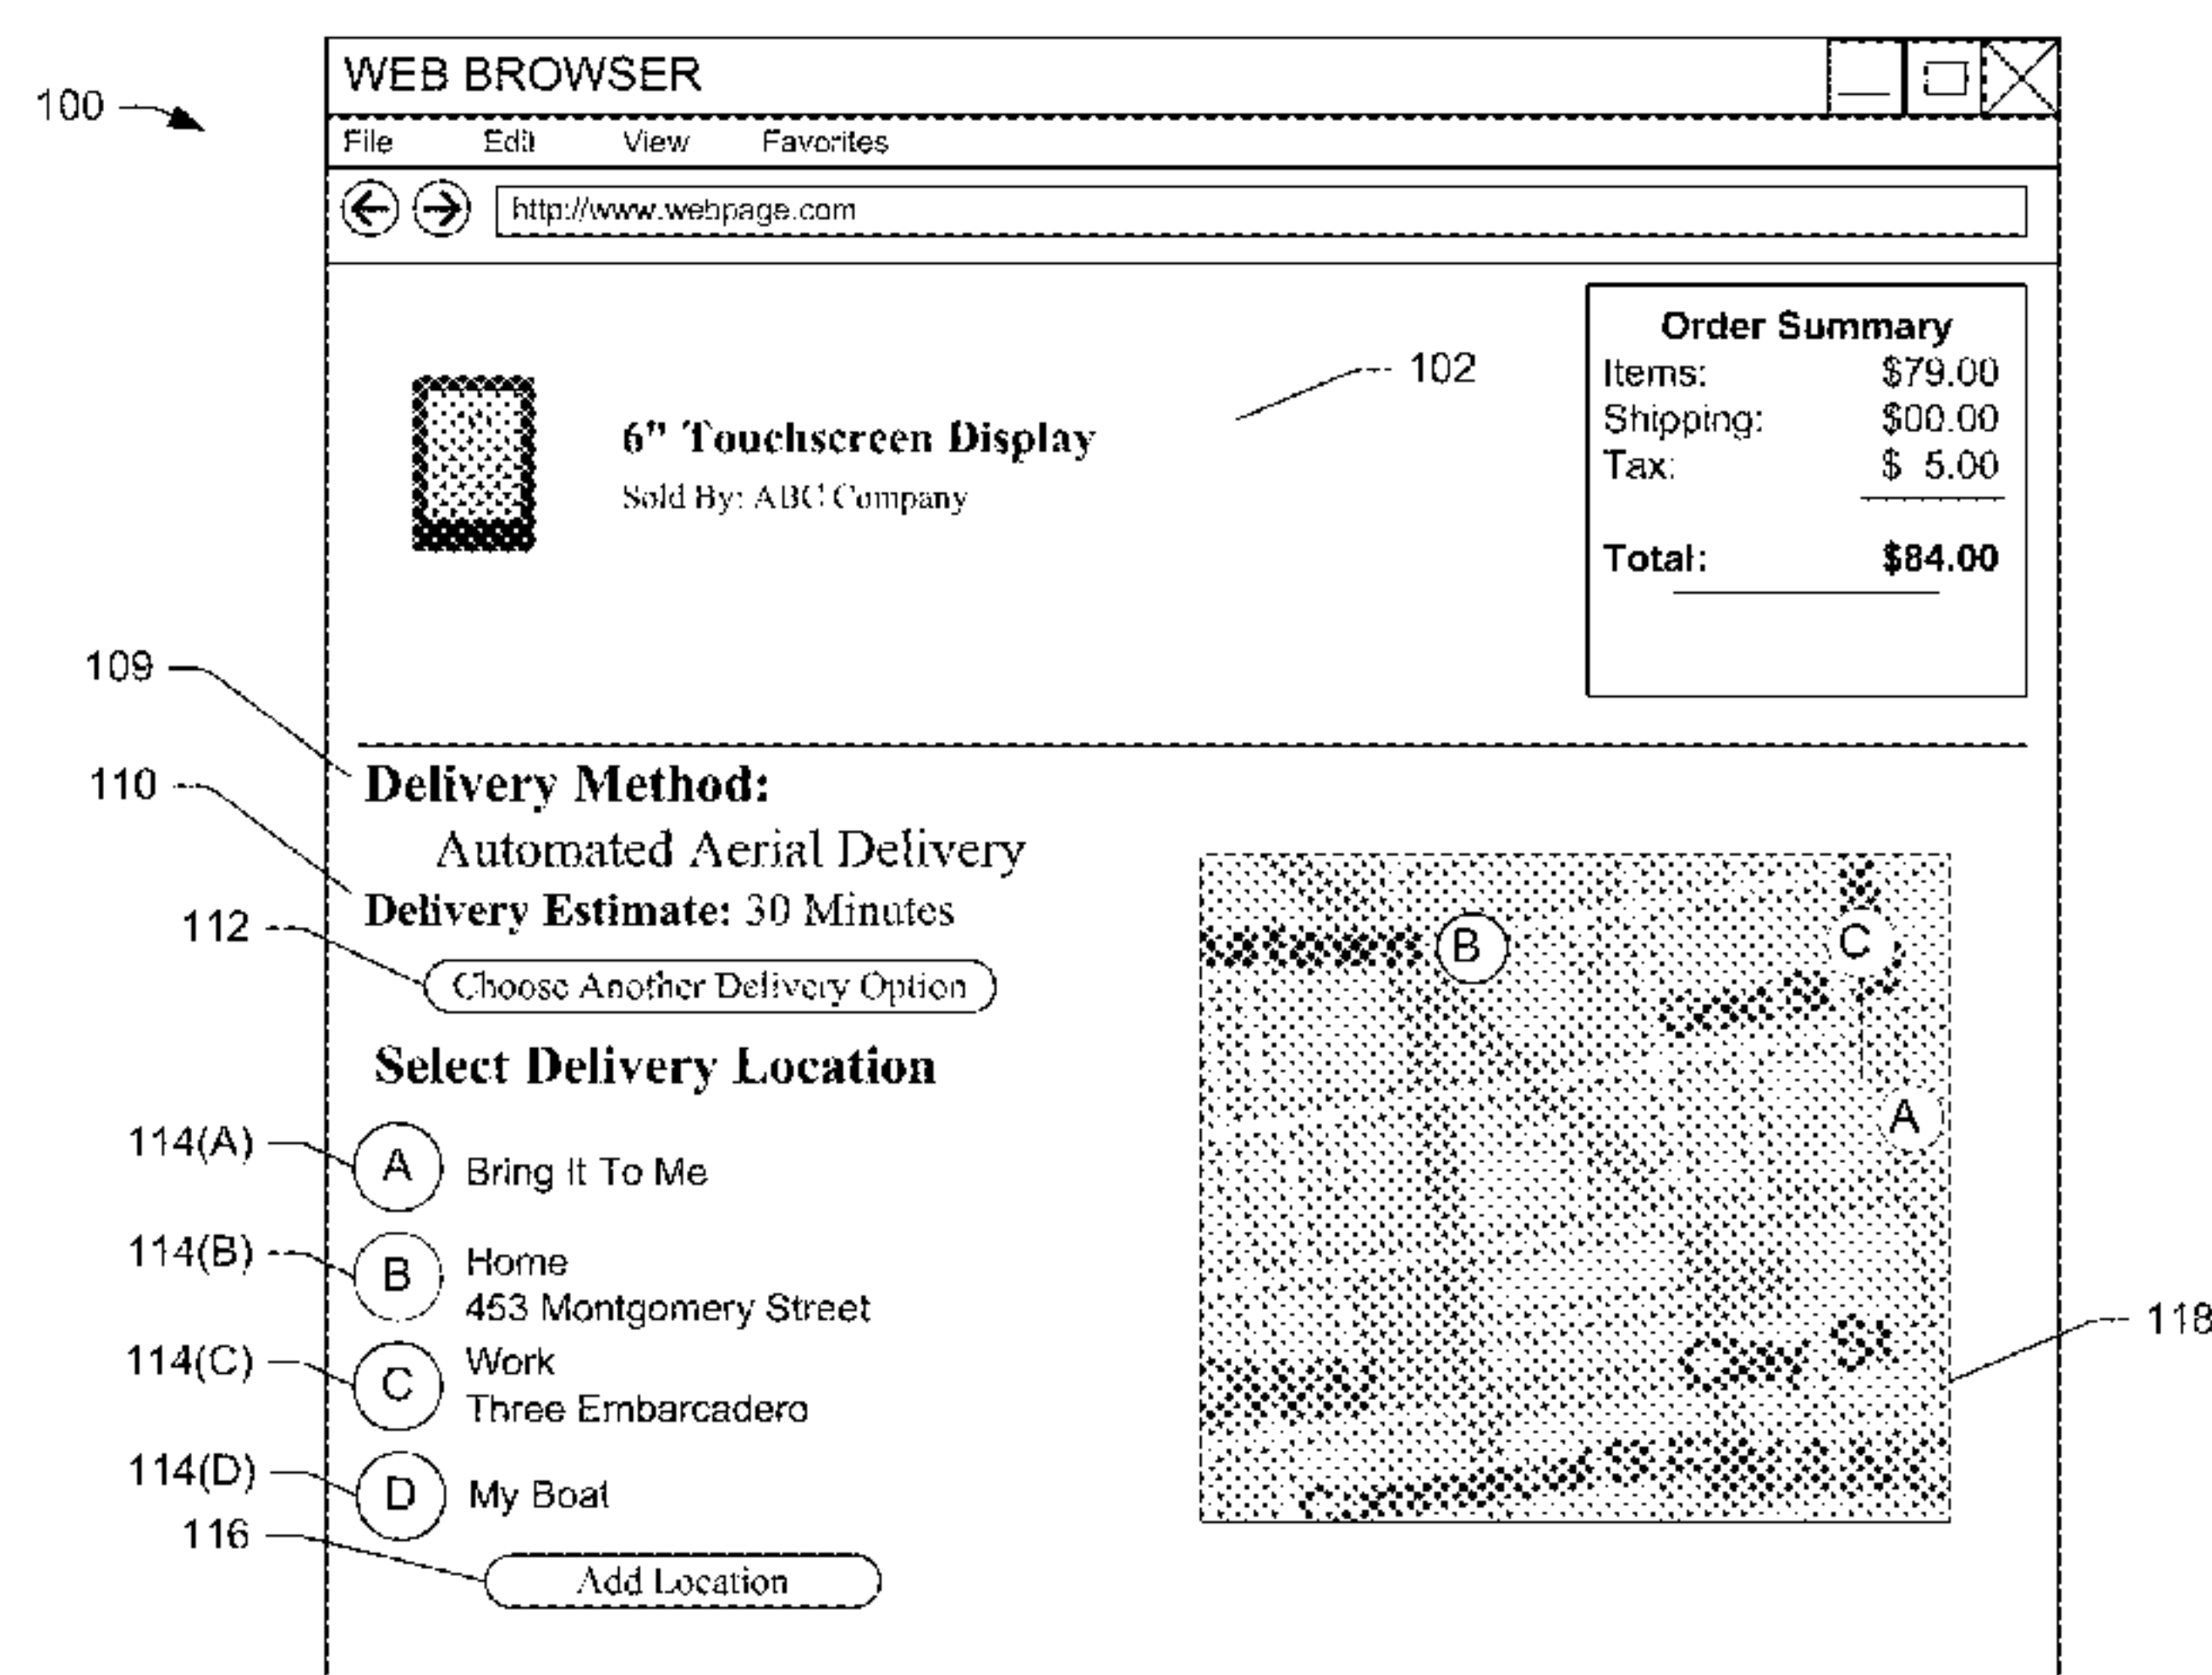 WEB BROWSER
100
File Edit View Favorites
http://www.webpage.com
Order Summary
Items: $79.00
Shipping: $00.00
Tax: $ 5.00
Total: $84.00
102
6" Touchscreen Display
Sold By: ABC Company
109
Delivery Method:
110
Automated Aerial Delivery
Delivery Estimate: 30 Minutes
112
Choose Another Delivery Option
Select Delivery Location
114(A)
A Bring It To Me
114(B)
B Home
453 Montgomery Street
114(C)
C Work
Three Embarcadero
114(D)
D My Boat
116
Add Location
B
C
A
Clay St
118